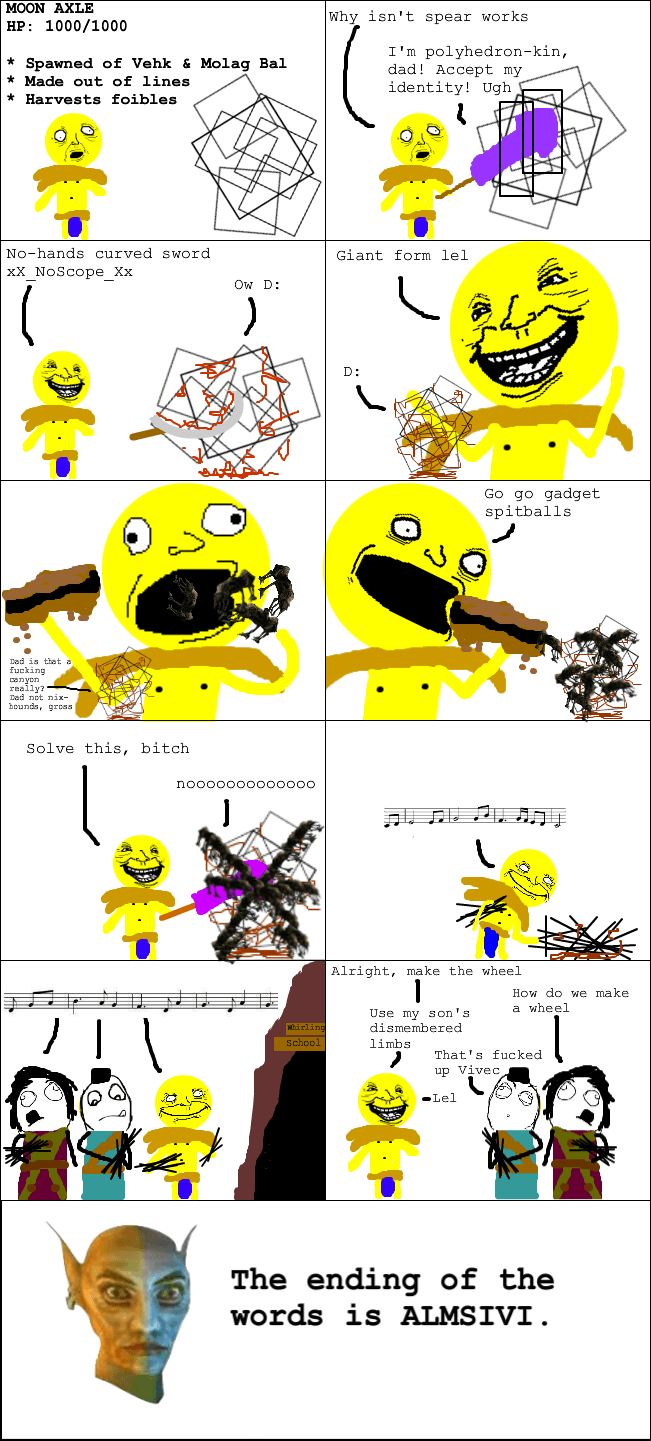 MOON AXLE
HP: 1000/1000
* Spawned of Vehk & Molag Bal
* Made out of lines
* Harvests foibles
Why isn't spear works
I'm polyhedron-kin,
dad! Accept my
identity! Ugh
No-hands curved sword
xX_NoScope_Xx
Ow D:
Giant form lel
D:
Dad is that a
fucking
canyon
really?
Dad not nix-
hounds, gross
Go go gadget
spitballs
Solve this, bitch
nooooooooooooo
Whirling
School
Alright, make the wheel
Use my son's
dismembered
limbs
How do we make
a wheel
That's fucked
up Vivec
Lel
The ending of the
words is ALMSIVI.